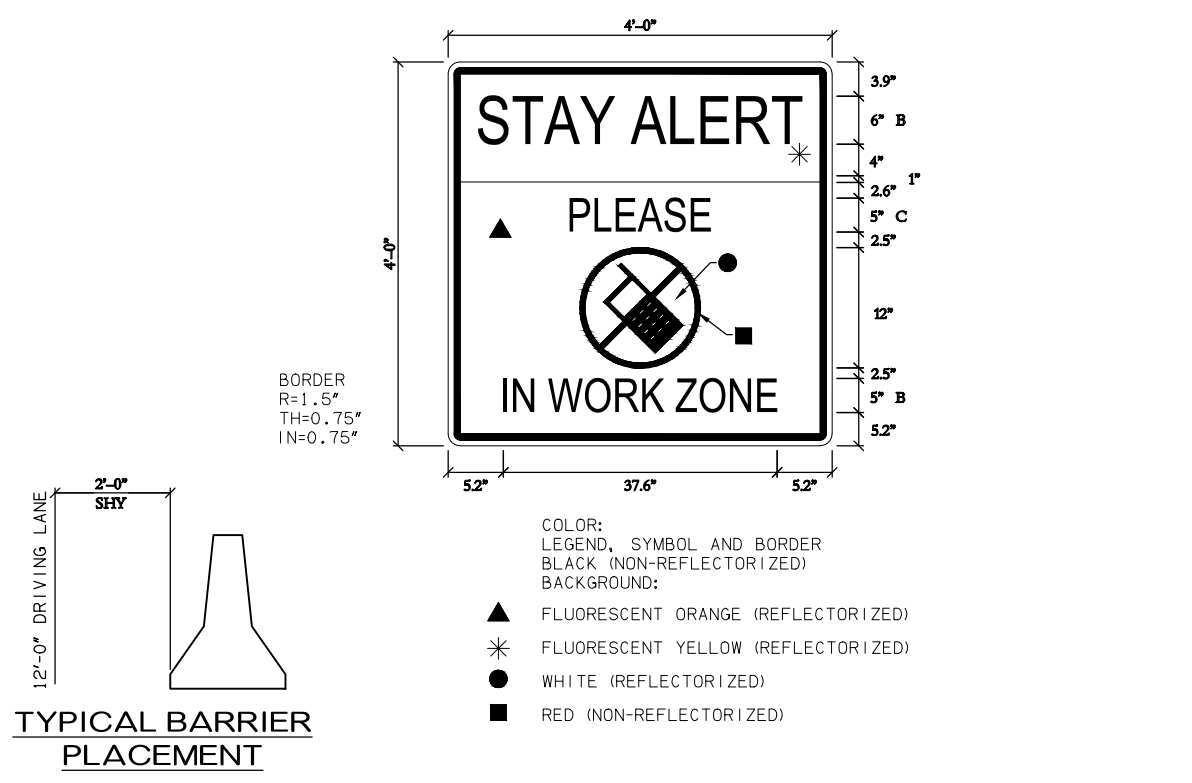 4'-0"
STAY ALERT
PLEASE
IN WORK ZONE
4'-0"
3.9"
6" B
4"
1"
2.6"
5" C
2.5"
12"
2.5"
5" B
5.2"
5.2"
37.6"
5.2"
BORDER
R=1.5"
TH=0.75"
IN=0.75"
2'-0"
SHY
12'-0" DRIVING LANE
TYPICAL BARRIER
PLACEMENT
COLOR:
LEGEND, SYMBOL AND BORDER
BLACK (NON-REFLECTORIZED)
BACKGROUND:
FLUORESCENT ORANGE (REFLECTORIZED)
FLUORESCENT YELLOW (REFLECTORIZED)
WHITE (REFLECTORIZED)
RED (NON-REFLECTORIZED)